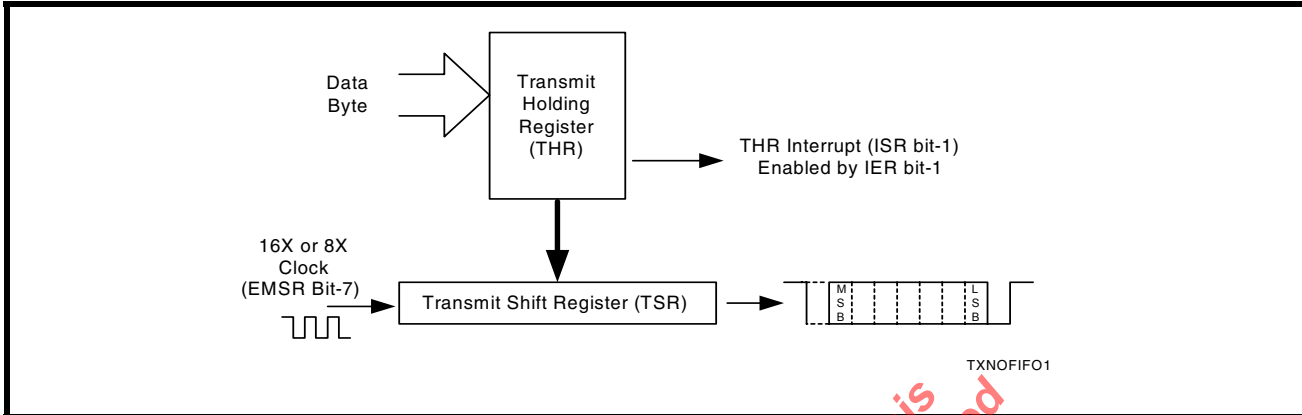 Data
Byte
Transmit
Holding
Register
(THR)
THR Interrupt (ISR bit-1)
Enabled by IER bit-1
16X or 8X
Clock
(EMSR Bit-7)
Transmit Shift Register (TSR)
M
S
B
L
S
B
TXNOFIFO1
is